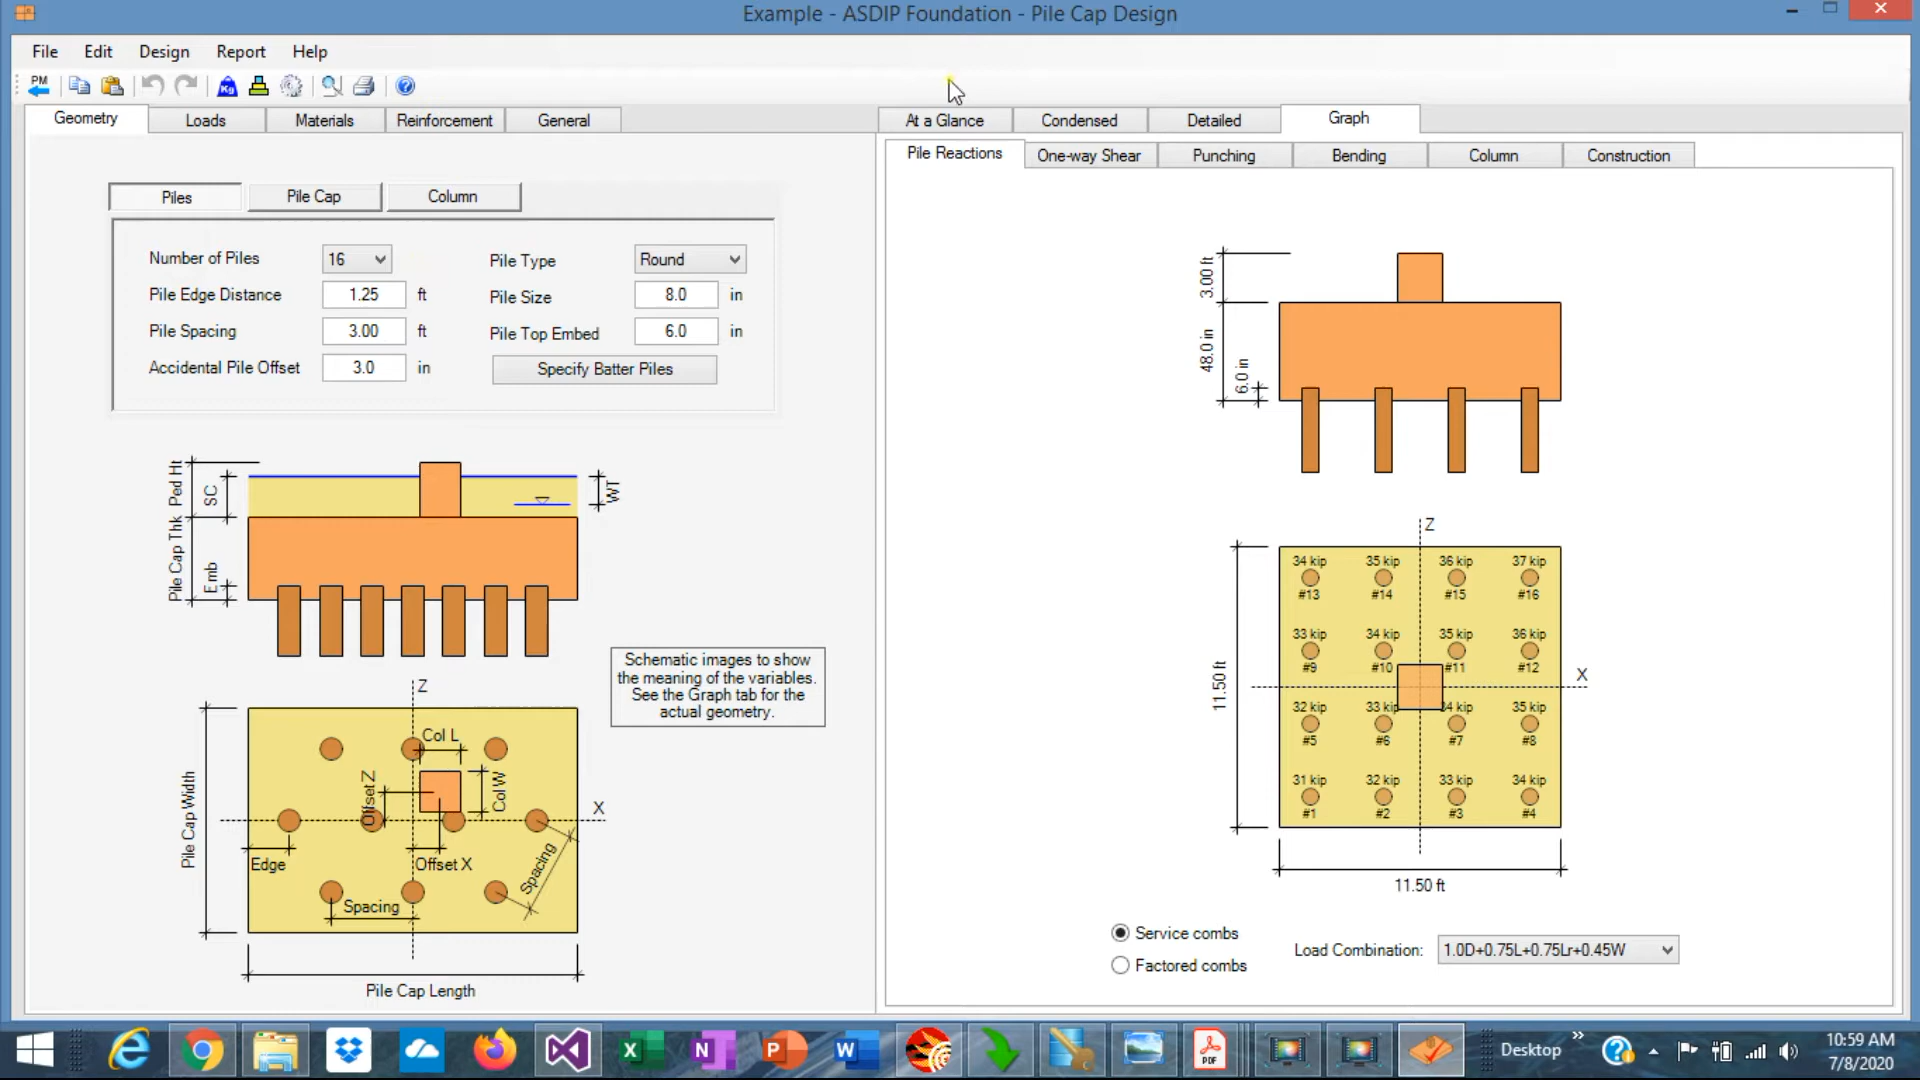 Example - ASDIP Foundation - Pile Cap Design
File Edit Design Report Help
PM Kg
Geometry Loads Materials Reinforcement General
At a Glance Condensed Detailed Graph
Pile Reactions One-way Shear Punching Bending Column Construction
Piles Pile Cap Column
Number of Piles 16
Pile Edge Distance 1.25 ft
Pile Spacing 3.00 ft
Accidental Pile Offset 3.0 in
Pile Type Round
Pile Size 8.0 in
Pile Top Embed 6.0 in
Specify Batter Piles
Ped Ht
SC
WT
Pile Cap Thk
Emb
Schematic images to show
the meaning of the variables.
See the Graph tab for the
actual geometry.
Z
Col L
Offset Z
Col W
X
Pile Cap Width
Edge
Offset X
Spacing
Spacing
Pile Cap Length
3.00 ft
48.0 in
6.0 in
Z
34 kip 35 kip 36 kip 37 kip
#13 #14 #15 #16
33 kip 34 kip 35 kip 36 kip
#9 #10 #11 #12
X
11.50 ft
32 kip 33 kip 34 kip 35 kip
#5 #6 #7 #8
31 kip 32 kip 33 kip 34 kip
#1 #2 #3 #4
11.50 ft
Service combs
Factored combs
Load Combination: 1.0D+0.75L+0.75Lr+0.45W
Desktop
PDF
10:59 AM
7/8/2020